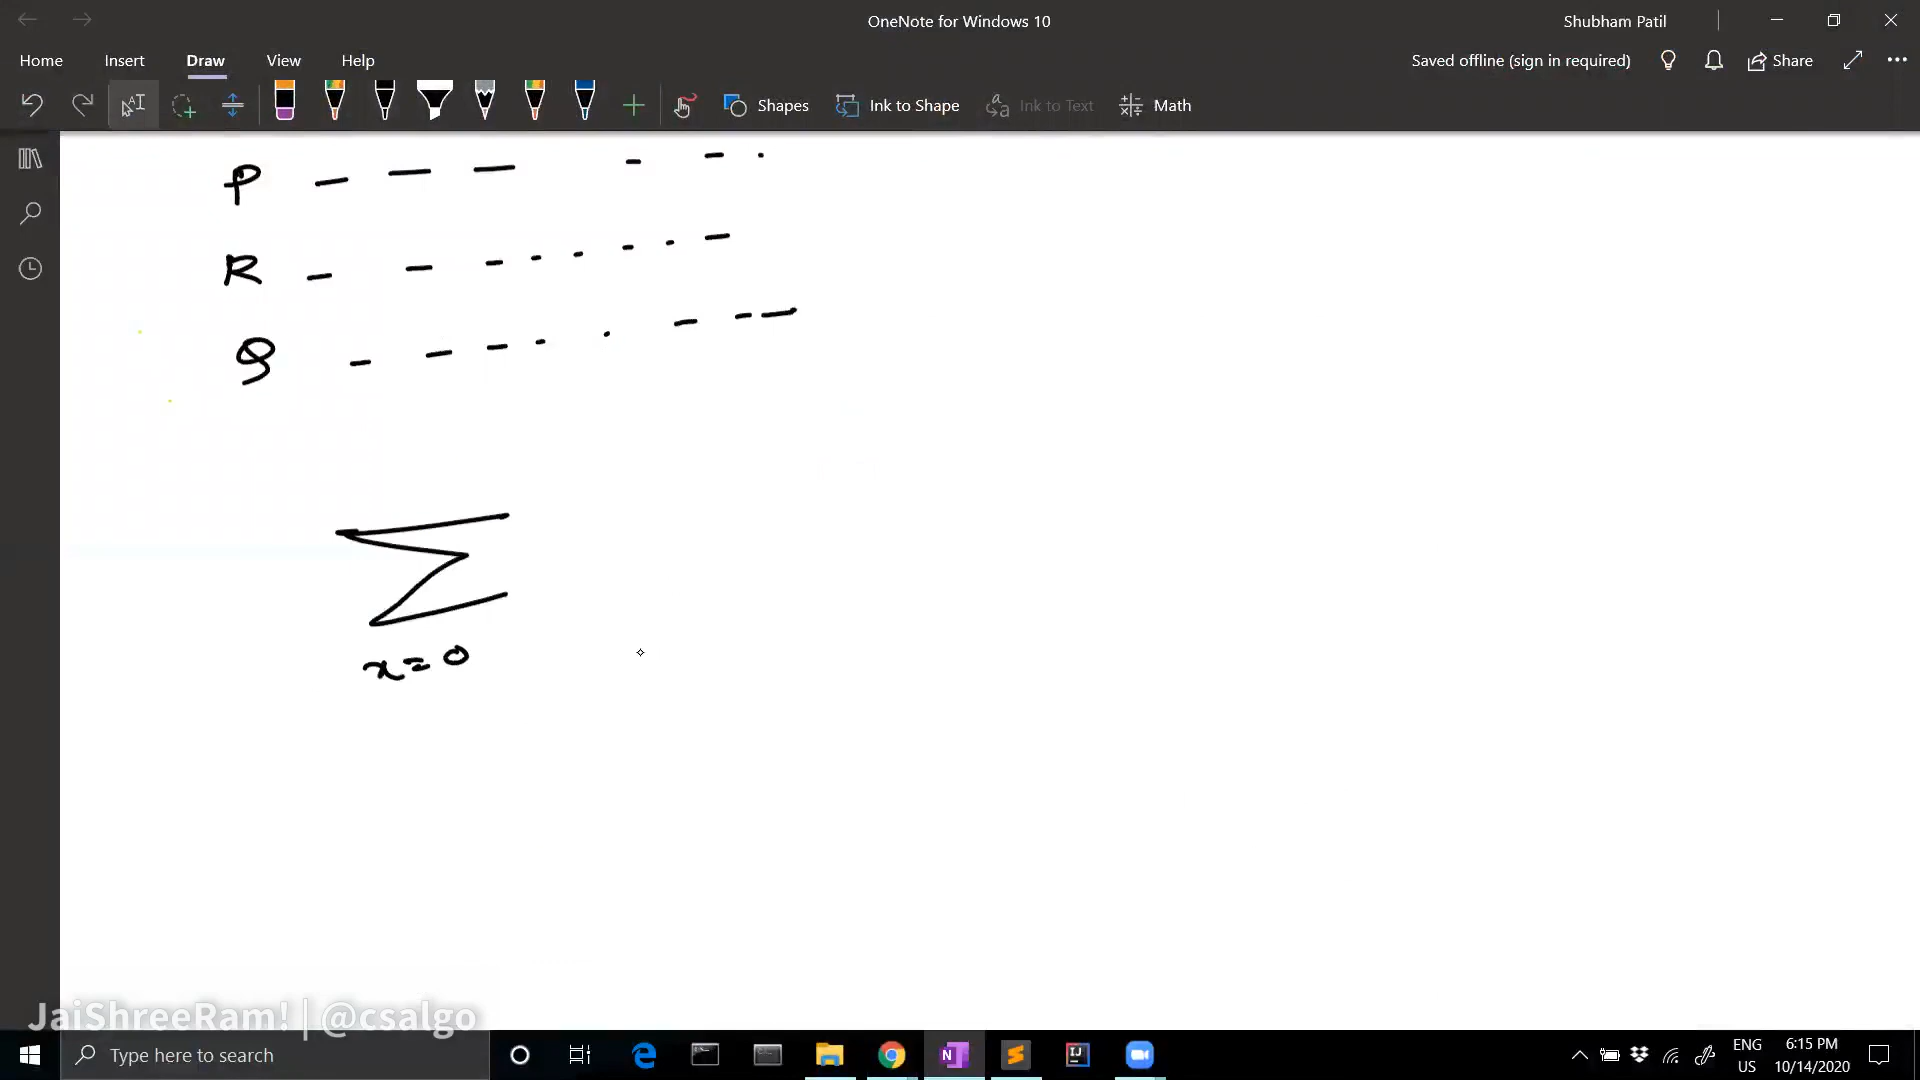 OneNote for Windows 10
Shubham Patil
Home Insert Draw View Help
Saved offline (sign in required)
Share
Shapes
Ink to Shape
Ink to Text
Math
P
R
Q
Σ
x=0
JaiShreeRam! | @csalgo
Type here to search
ENG
US
6:15 PM
10/14/2020